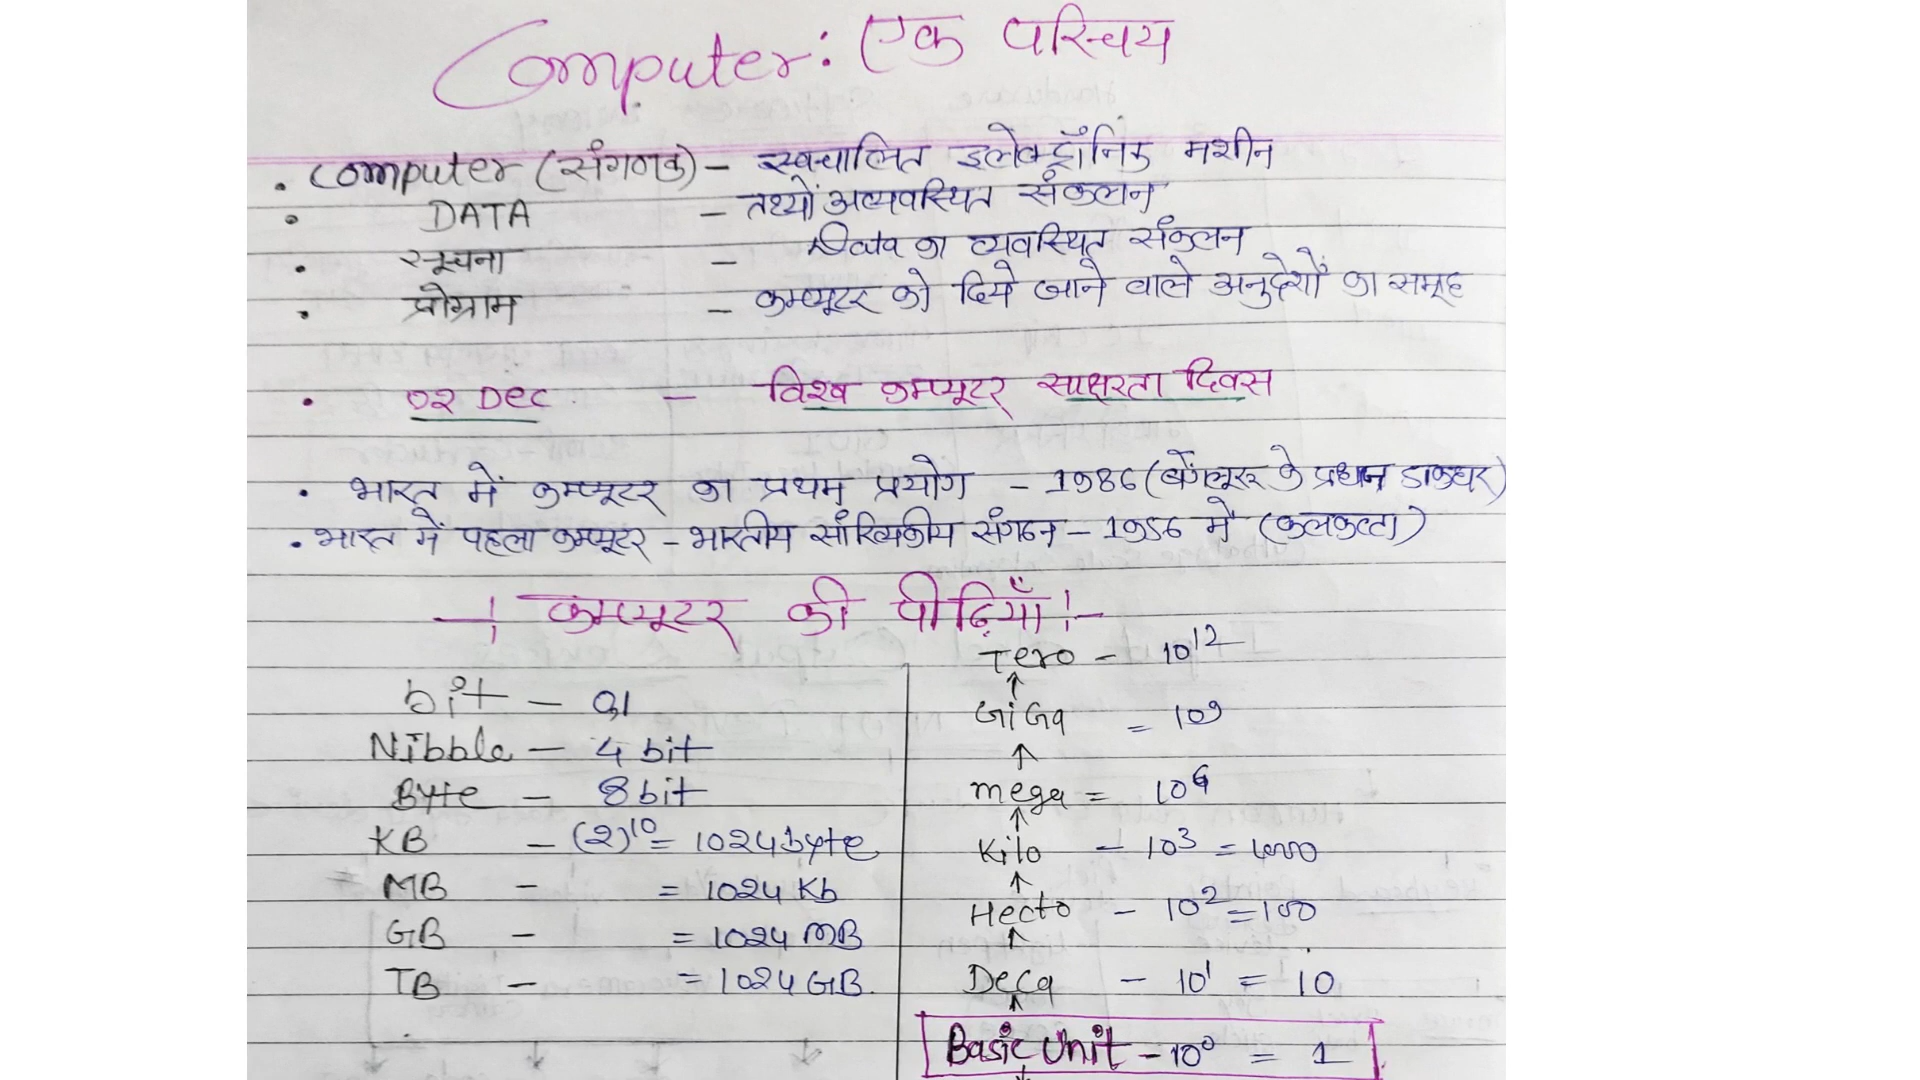 Computer: एक परिचय
. Computer (संगणक) – स्वचालित इलेक्ट्रॉनिक मशीन
. DATA – तथ्यों अव्यवस्थित संकलन
. सूचना – Data का व्यवस्थित संकलन
. प्रोग्राम – कम्प्यूटर को दिये जाने वाले अनुदेशों का समूह
. 02 Dec – विश्व कम्प्यूटर साक्षरता दिवस
. भारत में कम्प्यूटर का प्रथम प्रयोग – 1986 (बेंगलूरू के प्रधान डाकघर)
. भारत में पहला कम्प्यूटर – भारतीय सांख्यिकीय संगठन – 1956 में (कलकत्ता)
–: कम्प्यूटर की पीढ़ियाँ :–
bit – 0,1
Nibble – 4 bit
Byte – 8 bit
KB – (2)¹⁰ = 1024 byte
MB – = 1024 Kb
GB – = 1024 MB
TB – = 1024 GB.
Tero – 10¹²
↑
GiGa = 10⁹
↑
mega = 10⁶
↑
Kilo – 10³ = 1000
↑
Hecto – 10² = 100
↑
Deca – 10¹ = 10
↑
Basic Unit – 10⁰ = 1